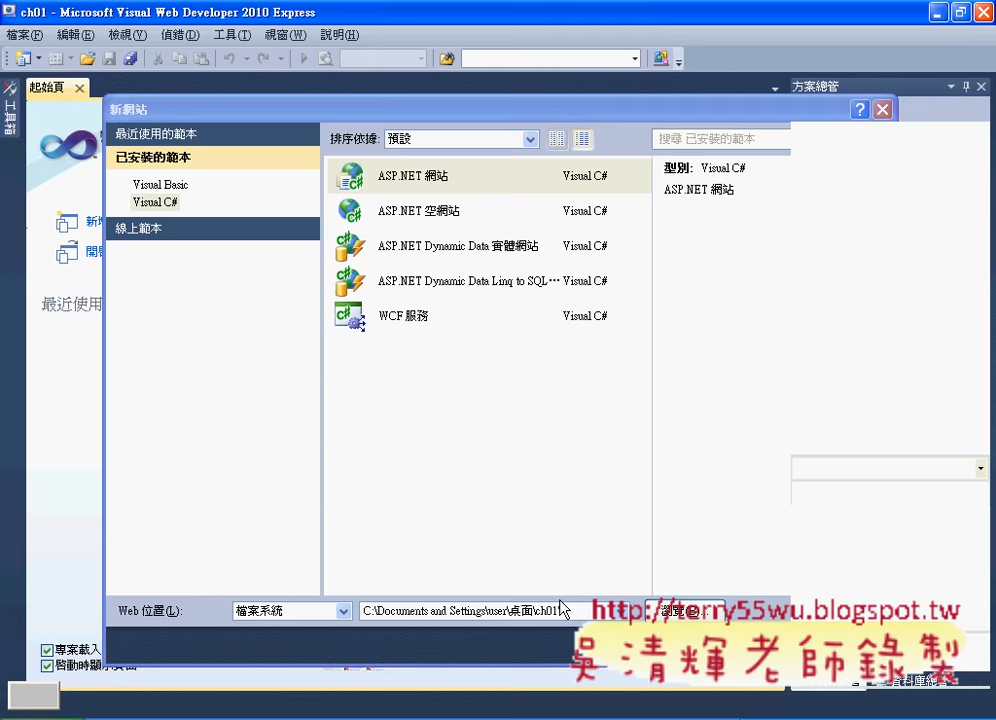 ch01 - Microsoft Visual Web Developer 2010 Express
檔案(F) 編輯(E) 檢視(V) 偵錯(D) 工具(T) 視窗(W) 說明(H)
工具箱
起始頁
方案總管
新網站
最近使用的範本
排序依據: 預設
搜尋 已安裝的範本
已安裝的範本
Visual Basic
Visual C#
線上範本
ASP.NET 網站 Visual C#
ASP.NET 空網站 Visual C#
ASP.NET Dynamic Data 實體網站 Visual C#
ASP.NET Dynamic Data Linq to SQL… Visual C#
WCF 服務 Visual C#
型別: Visual C#
ASP.NET 網站
最近使用
Web 位置(L): 檔案系統 C:\Documents and Settings\user\桌面\ch01
http://terry55wu.blogspot.tw
吳清輝老師錄製
專案載入
啟動時顯